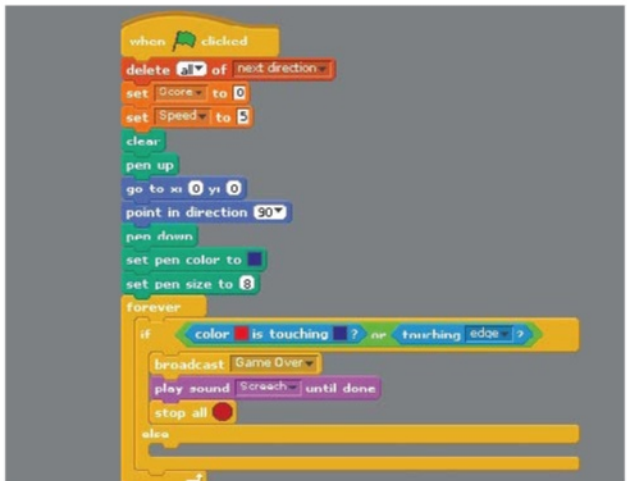 when clicked
delete all of next direction
set Score to 0
set Speed to 5
clear
pen up
go to x: 0 y: 0
point in direction 90
pen down
set pen color to
set pen size to 8
forever
if color is touching ? or touching edge ?
broadcast Game Over
play sound Screech until done
stop all
else